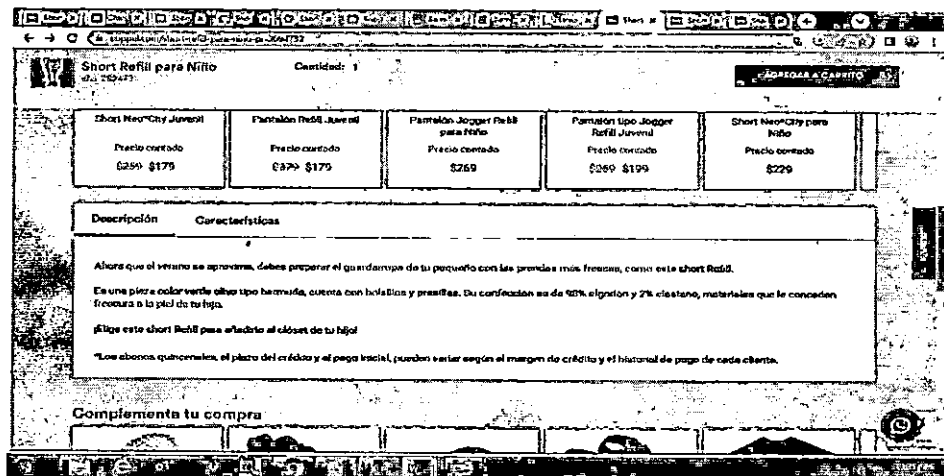 Short Refill para Niño
Cantidad: 1
AGREGAR A CARRITO
Short Neo*City Juvenil
Precio contado
$259 $179
Pantalón Refill Juvenil
Precio contado
$379 $179
Pantalón Jogger Refill
para Niño
Precio contado
$269
Pantalón tipo Jogger
Refill Juvenil
Precio contado
$269 $199
Short Neo*City para
Niño
Precio contado
$229
Descripción
Características
Ahora que el verano se aproxima, debes preparar el guardarropa de tu pequeño con las prendas más frescas, como este short Refill.
Es una pieza color verde olivo tipo bermuda, cuenta con bolsillos y presillas. Su confección es de 98% algodón y 2% elastano, materiales que le conceden
frescura a la piel de tu hijo.
¡Elige este short Refill para añadirlo al clóset de tu hijo!
*Los abonos quincenales, el plazo del crédito y el pago inicial, pueden variar según el margen de crédito y el historial de pago de cada cliente.
Complementa tu compra